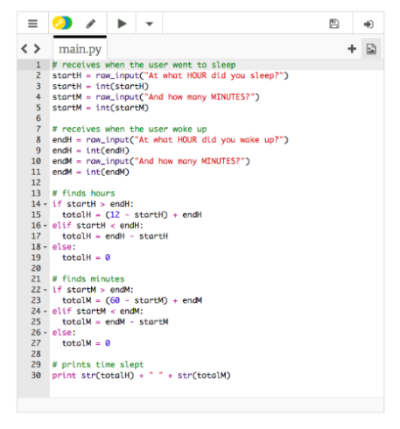 main.py
1 # receives when the user went to sleep
2 startH = raw_input("At what HOUR did you sleep?")
3 startH = int(startH)
4 startM = raw_input("And how many MINUTES?")
5 startM = int(startM)
6
7 # receives when the user woke up
8 endH = raw_input("At what HOUR did you wake up?")
9 endH = int(endH)
10 endM = raw_input("And how many MINUTES?")
11 endM = int(endM)
12
13 # finds hours
14 if startH > endH:
15 totalH = (12 - startH) + endH
16 elif startH < endH:
17 totalH = endH - startH
18 else:
19 totalH = 0
20
21 # finds minutes
22 if startM > endM:
23 totalM = (60 - startM) + endM
24 elif startM < endM:
25 totalM = endM - startM
26 else:
27 totalM = 0
28
29 # prints time slept
30 print str(totalH) + " " + str(totalM)